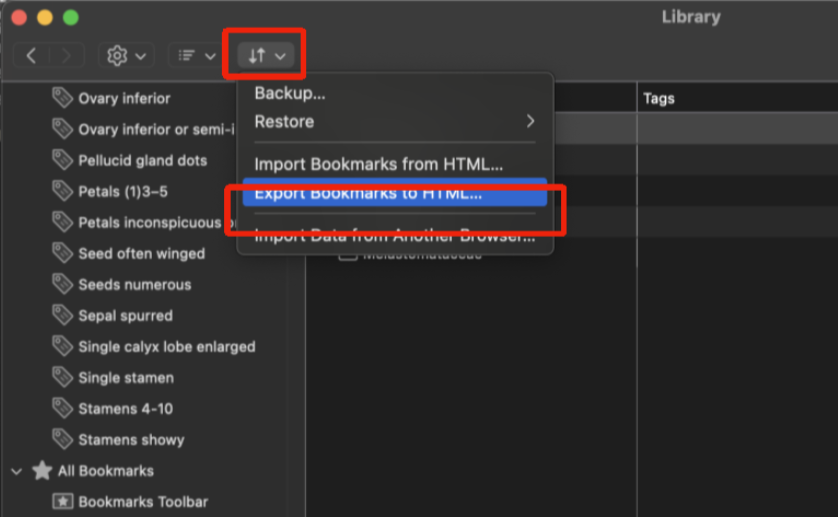 Library
Backup...
Restore
Import Bookmarks from HTML...
Export Bookmarks to HTML...
Import Data from Another Browser...
Tags
Ovary inferior
Ovary inferior or semi-i
Pellucid gland dots
Petals (1)3–5
Petals inconspicuous
Seed often winged
Seeds numerous
Sepal spurred
Single calyx lobe enlarged
Single stamen
Stamens 4-10
Stamens showy
All Bookmarks
Bookmarks Toolbar
Melastomataceae